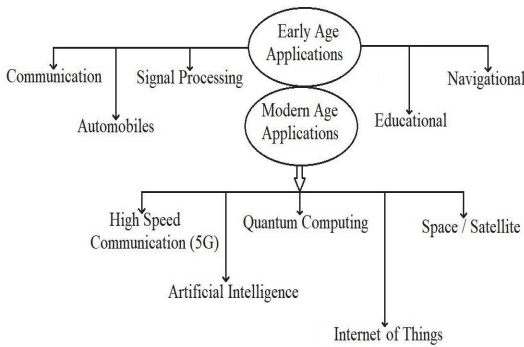 Early Age
Applications
Communication
Signal Processing
Navigational
Automobiles
Educational
Modern Age
Applications
High Speed
Communication (5G)
Quantum Computing
Space / Satellite
Artificial Intelligence
Internet of Things